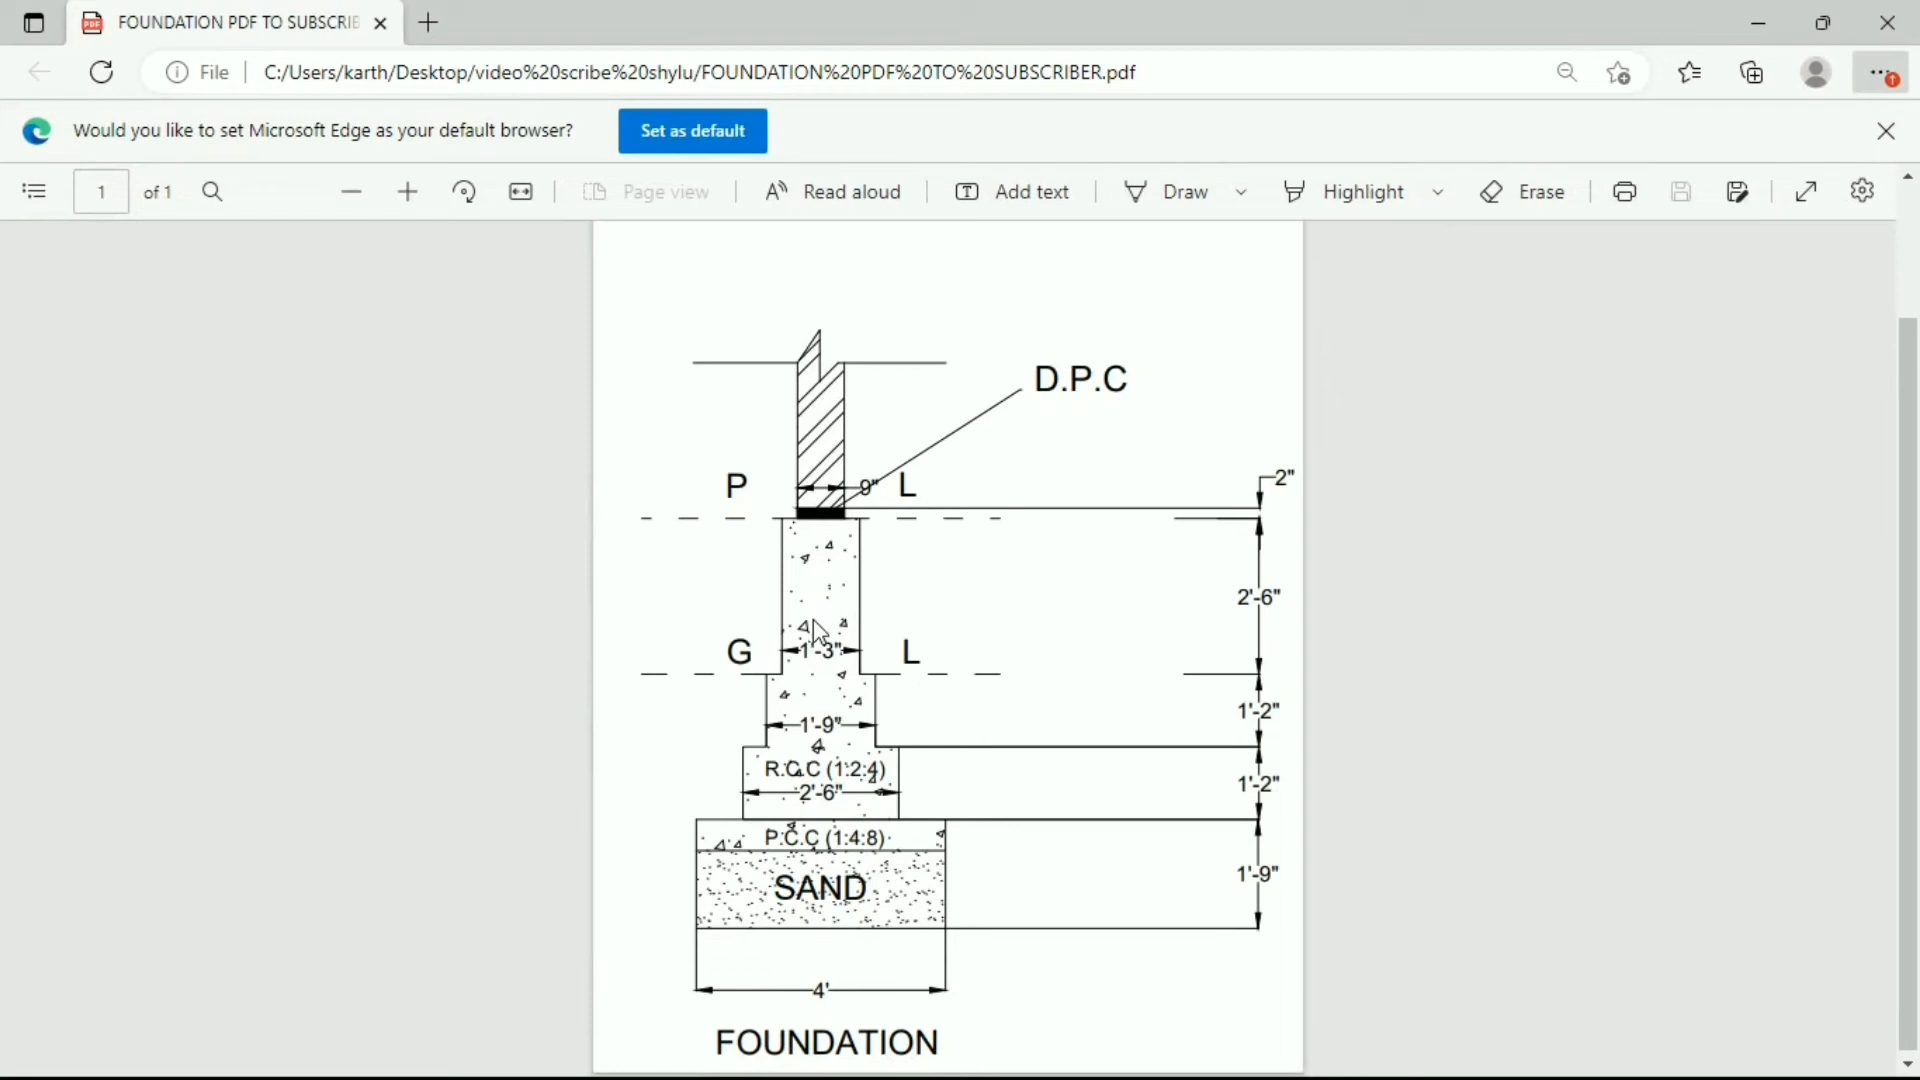 FOUNDATION PDF TO SUBSCRIB
File
C:/Users/karth/Desktop/video%20scribe%20shylu/FOUNDATION%20PDF%20TO%20SUBSCRIBER.pdf
Would you like to set Microsoft Edge as your default browser?
Set as default
1 of 1
Page view
Read aloud
Add text
Draw
Highlight
Erase
D.P.C
2"
P
9"
L
2'-6"
G
1'-3"
L
1'-2"
1'-9"
R.C.C (1:2:4)
2'-6"
1'-2"
P.C.C (1:4:8)
SAND
1'-9"
4'
FOUNDATION